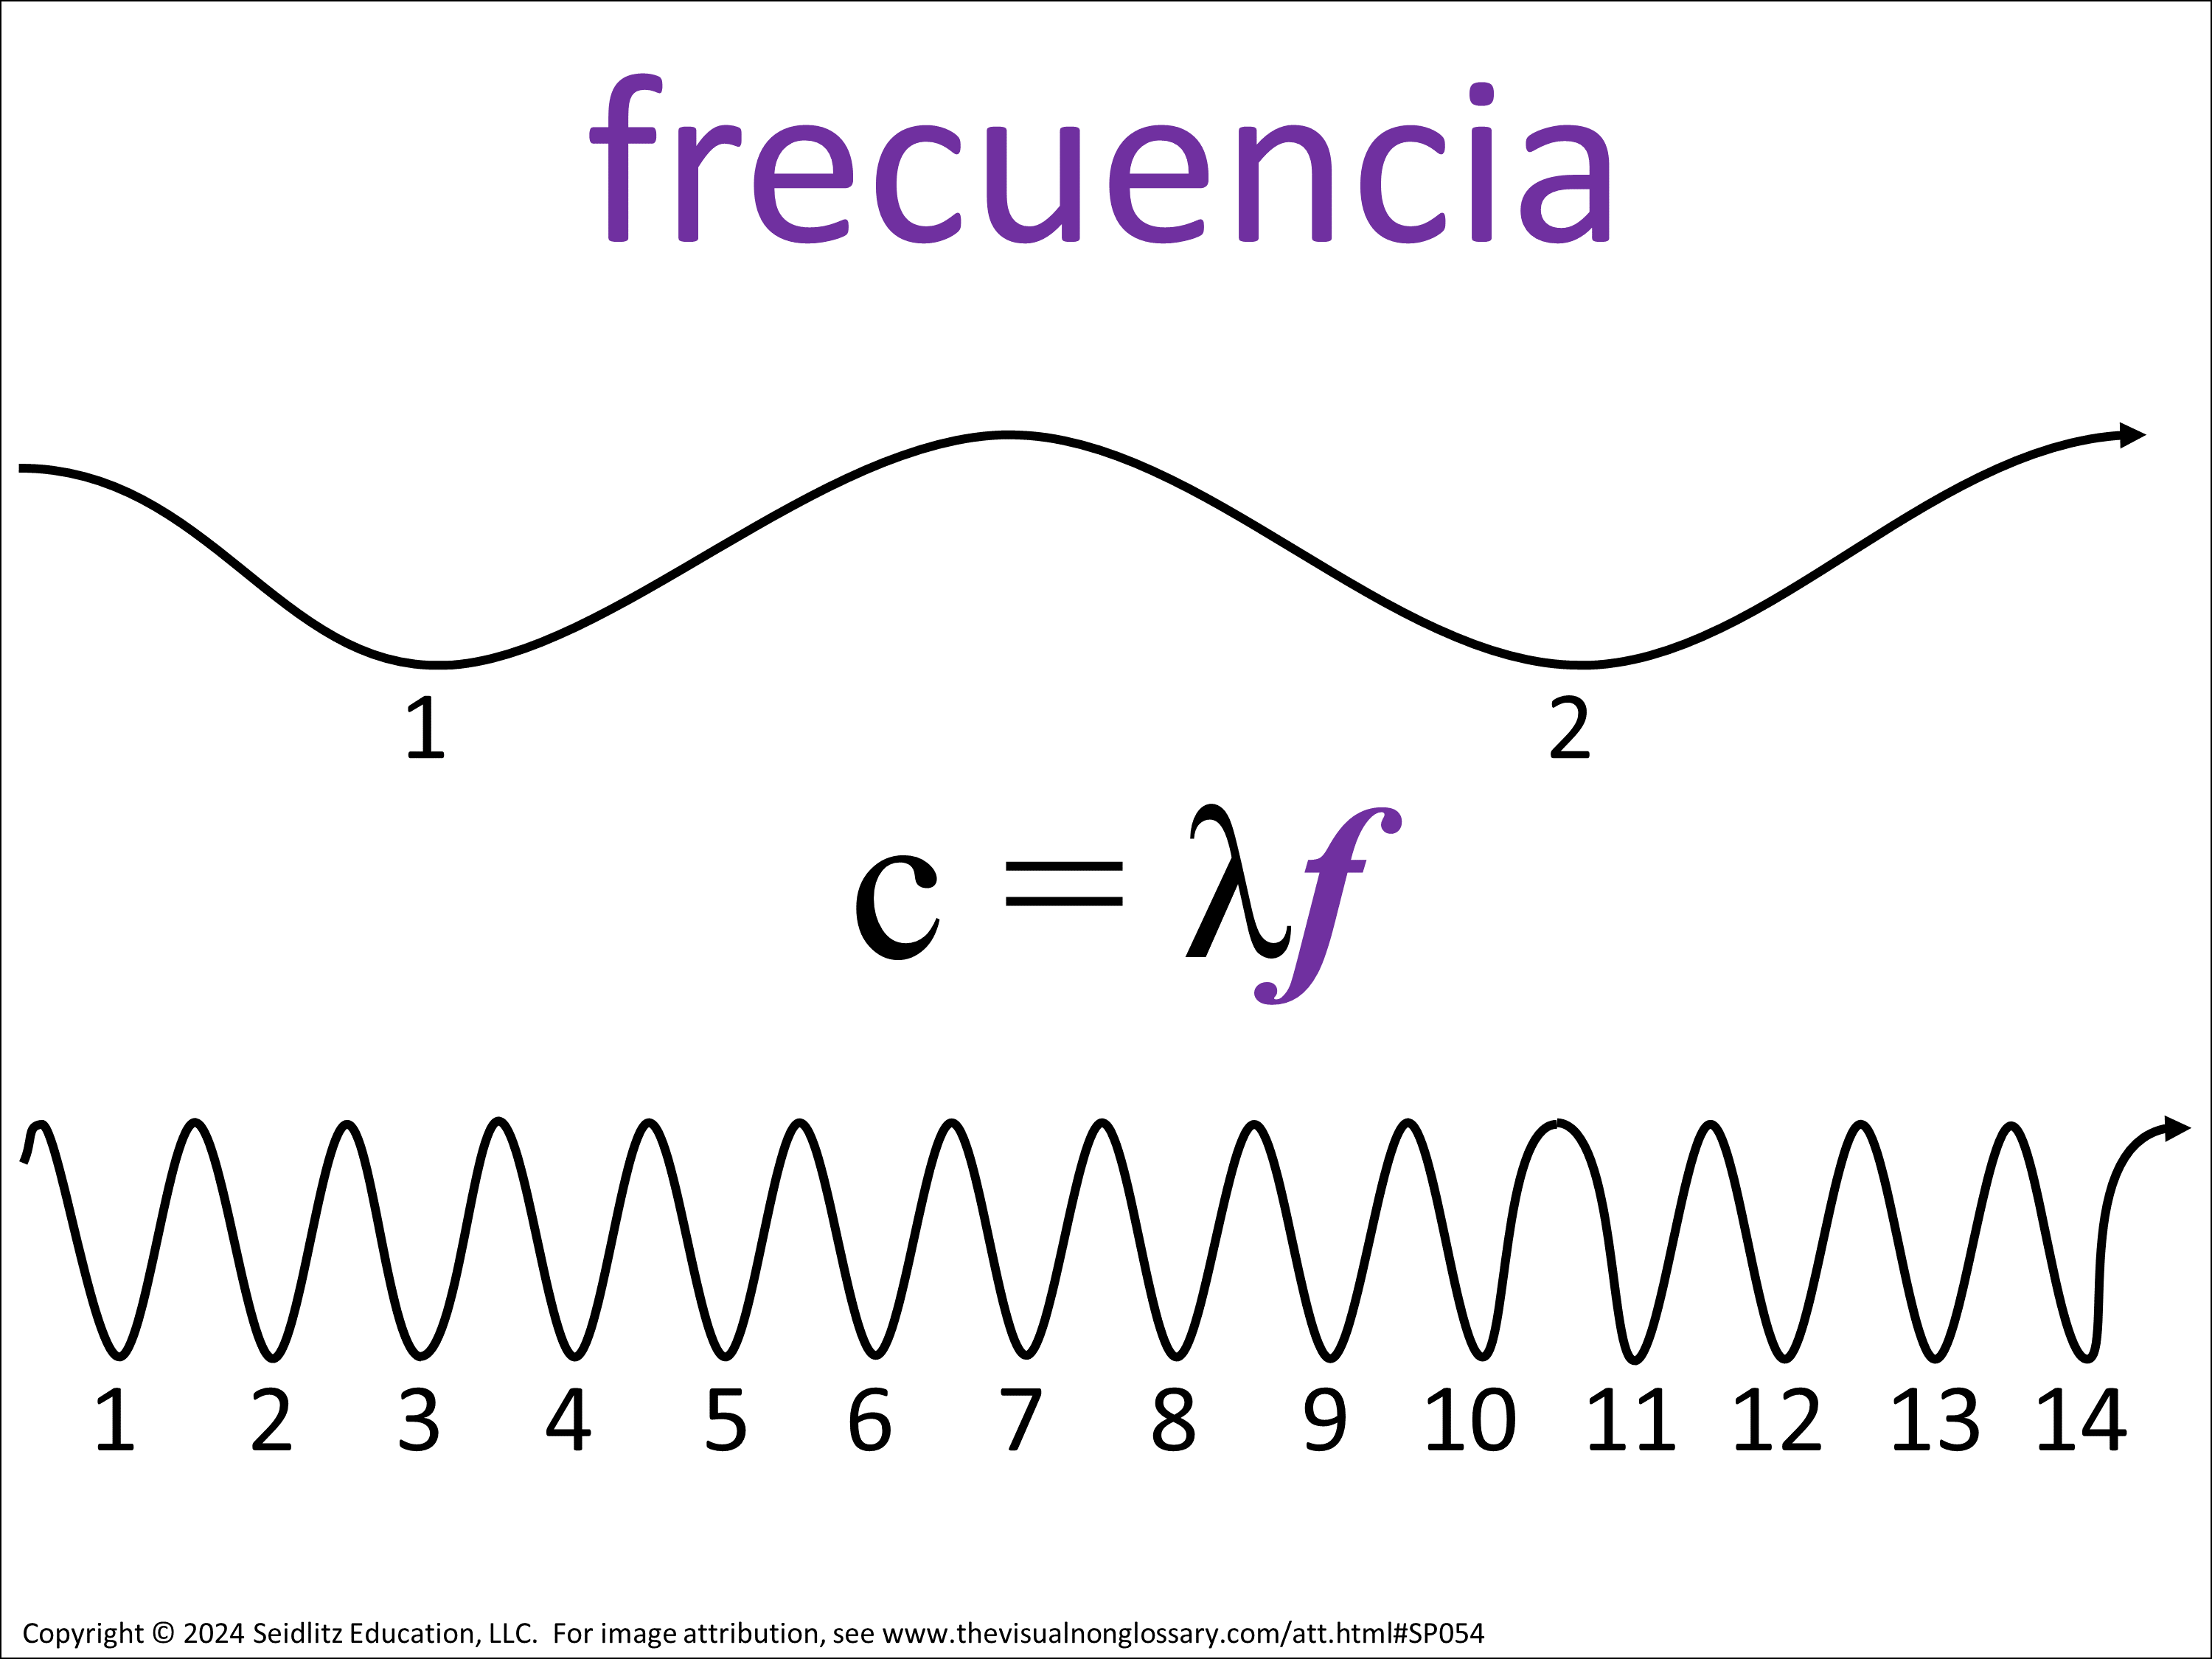 frecuencia
1 2
c = λf
1 2 3 4 5 6 7 8 9 10 11 12 13 14
Copyright © 2024 Seidlitz Education, LLC. For image attribution, see www.thevisualnonglossary.com/att.html#SP054